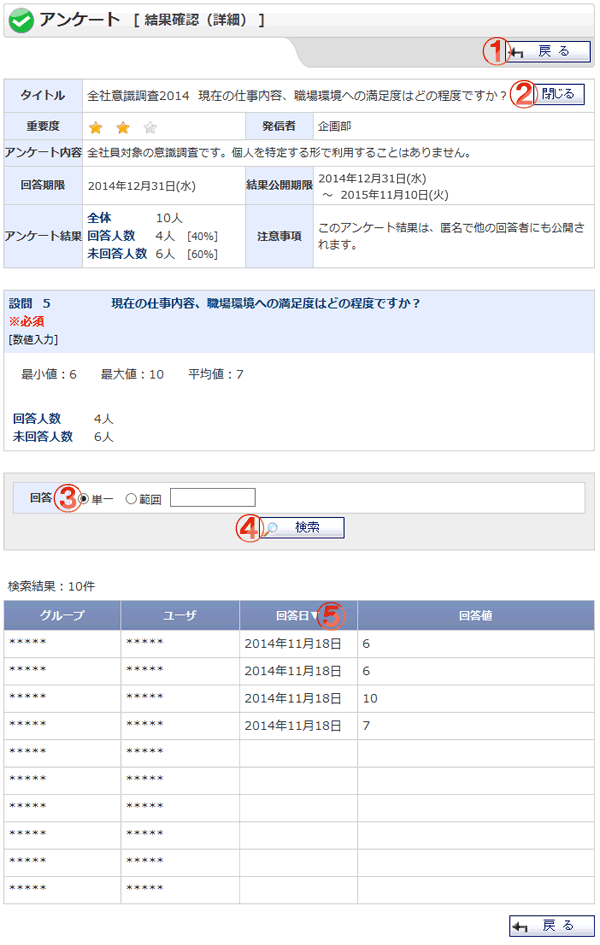 アンケート [ 結果確認（詳細） ]
① 戻 る
タイトル 全社意識調査2014 現在の仕事内容、職場環境への満足度はどの程度ですか？ ② 閉じる
重要度 発信者 企画部
アンケート内容 全社員対象の意識調査です。個人を特定する形で利用することはありません。
回答期限 2014年12月31日(水) 結果公開期限 2014年12月31日(水)
～ 2015年11月10日(火)
アンケート結果 全体 10人
回答人数 4人 [40%]
未回答人数 6人 [60%]
注意事項 このアンケート結果は、匿名で他の回答者にも公開さ
れます。
設問 5 現在の仕事内容、職場環境への満足度はどの程度ですか？
※必須
[数値入力]
最小値：6 最大値：10 平均値：7
回答人数 4人
未回答人数 6人
回答 ③ 単一 範囲
④ 検索
検索結果：10件
グループ ユーザ 回答日▼ ⑤ 回答値
***** ***** 2014年11月18日 6
***** ***** 2014年11月18日 6
***** ***** 2014年11月18日 10
***** ***** 2014年11月18日 7
***** *****
***** *****
***** *****
***** *****
***** *****
***** *****
戻 る